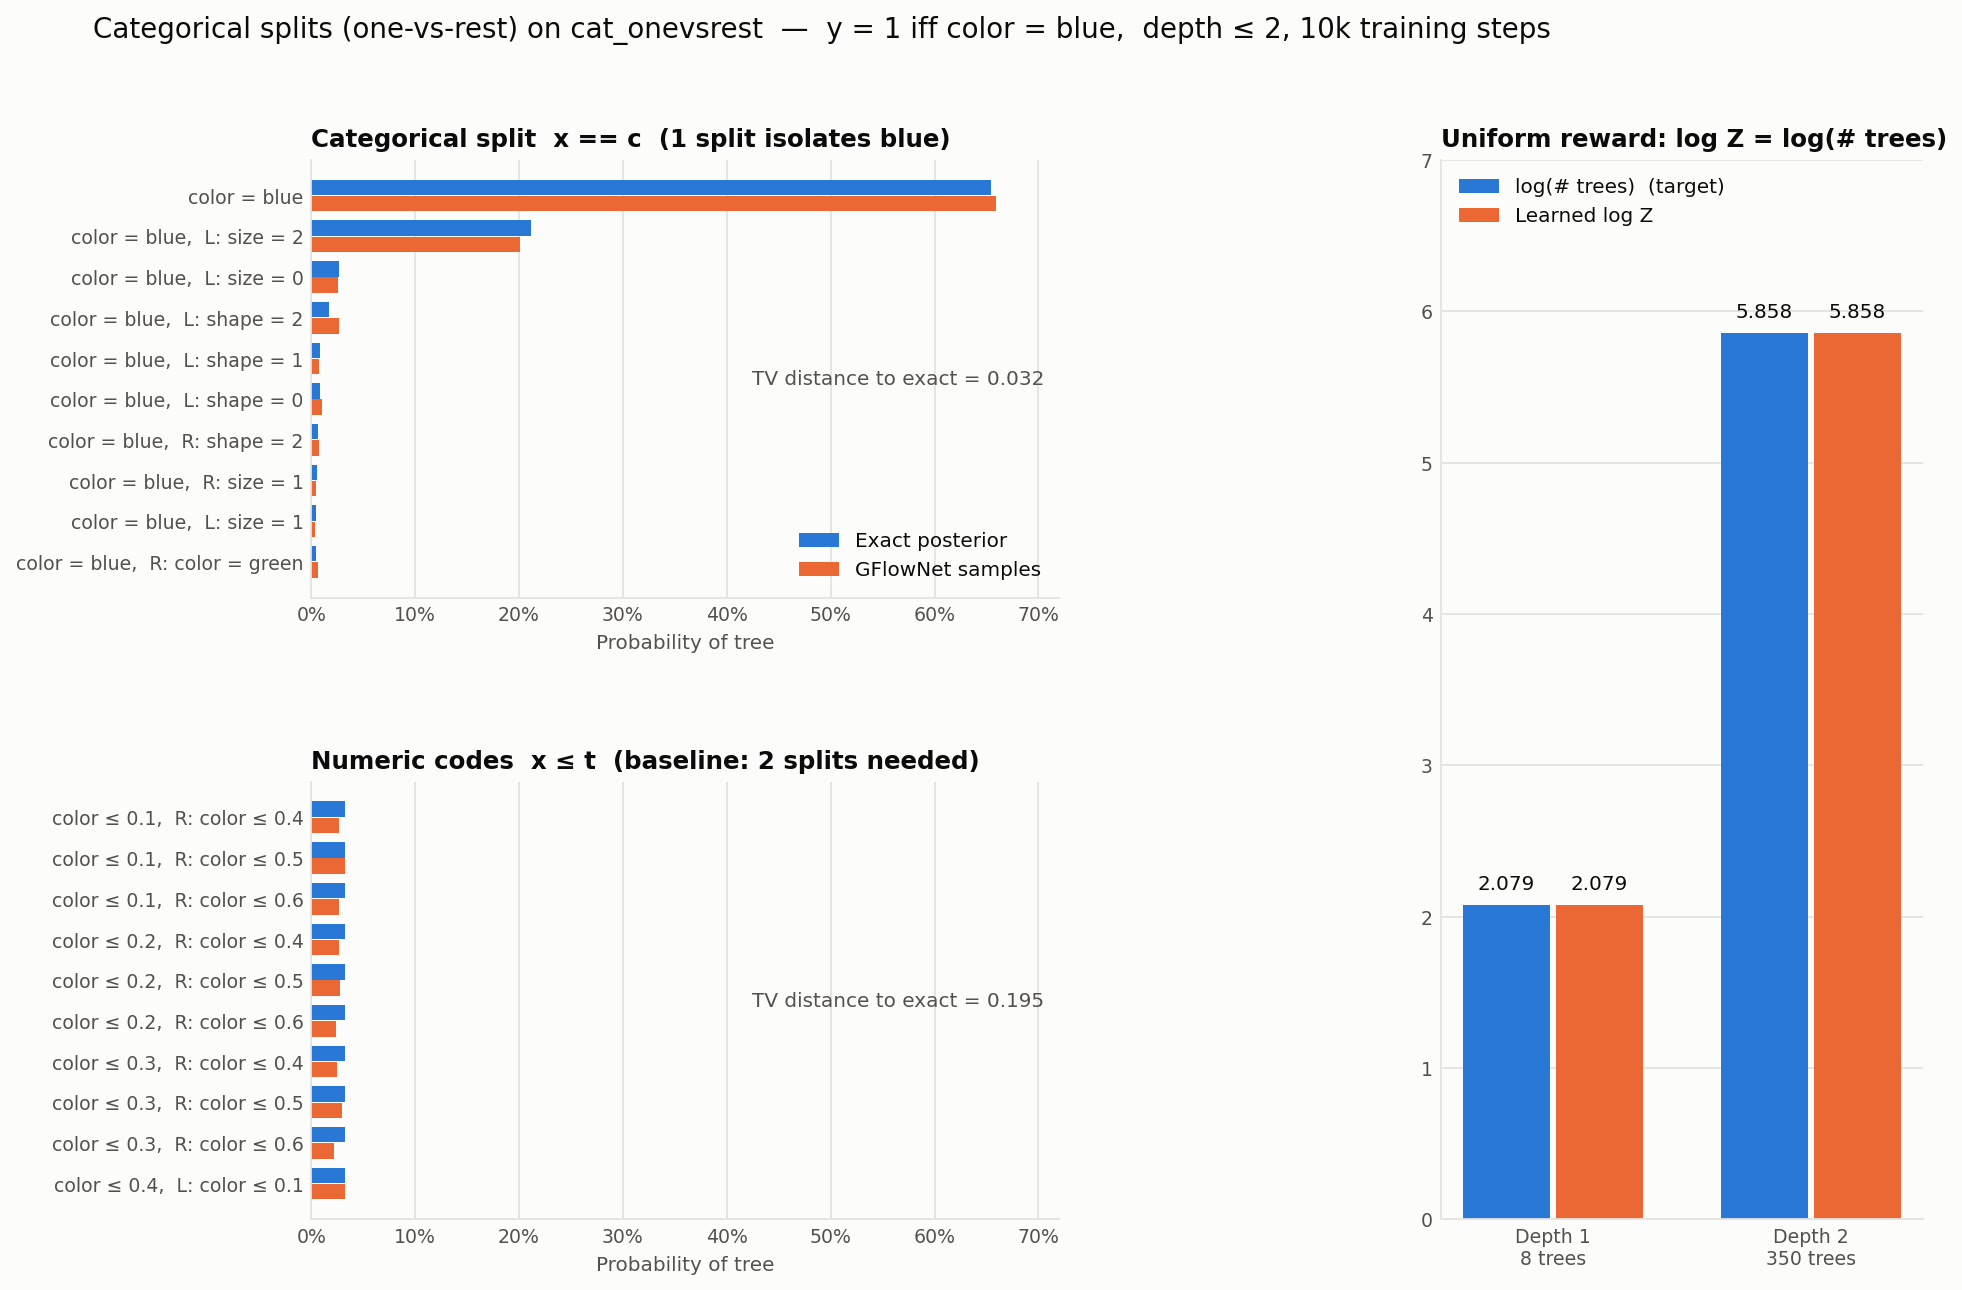 Categorical splits (one-vs-rest) on cat_onevsrest — y = 1 iff color = blue, depth ≤ 2, 10k training steps
Categorical split x == c (1 split isolates blue)
color = blue
color = blue, L: size = 2
color = blue, L: size = 0
color = blue, L: shape = 2
color = blue, L: shape = 1
color = blue, L: shape = 0
color = blue, R: shape = 2
color = blue, R: size = 1
color = blue, L: size = 1
color = blue, R: color = green
TV distance to exact = 0.032
Exact posterior
GFlowNet samples
0% 10% 20% 30% 40% 50% 60% 70%
Probability of tree
Numeric codes x ≤ t (baseline: 2 splits needed)
color ≤ 0.1, R: color ≤ 0.4
color ≤ 0.1, R: color ≤ 0.5
color ≤ 0.1, R: color ≤ 0.6
color ≤ 0.2, R: color ≤ 0.4
color ≤ 0.2, R: color ≤ 0.5
color ≤ 0.2, R: color ≤ 0.6
color ≤ 0.3, R: color ≤ 0.4
color ≤ 0.3, R: color ≤ 0.5
color ≤ 0.3, R: color ≤ 0.6
color ≤ 0.4, L: color ≤ 0.1
TV distance to exact = 0.195
0% 10% 20% 30% 40% 50% 60% 70%
Probability of tree
Uniform reward: log Z = log(# trees)
7
6
5
4
3
2
1
0
log(# trees) (target)
Learned log Z
5.858 5.858
2.079 2.079
Depth 1 Depth 2
8 trees 350 trees